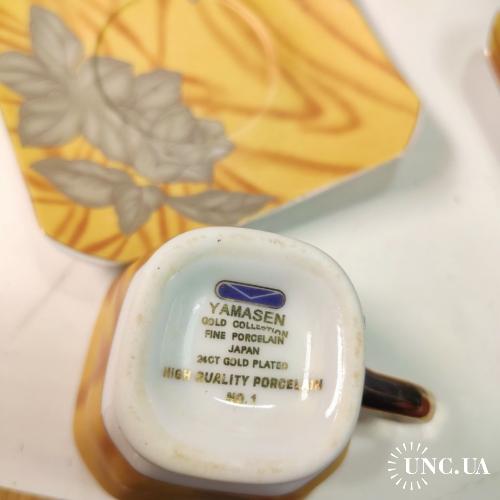 YAMASEN
GOLD COLLECTION
FINE PORCELAIN
JAPAN
24CT GOLD PLATED
HIGH QUALITY PORCELAIN
NO.1
UNC.UA